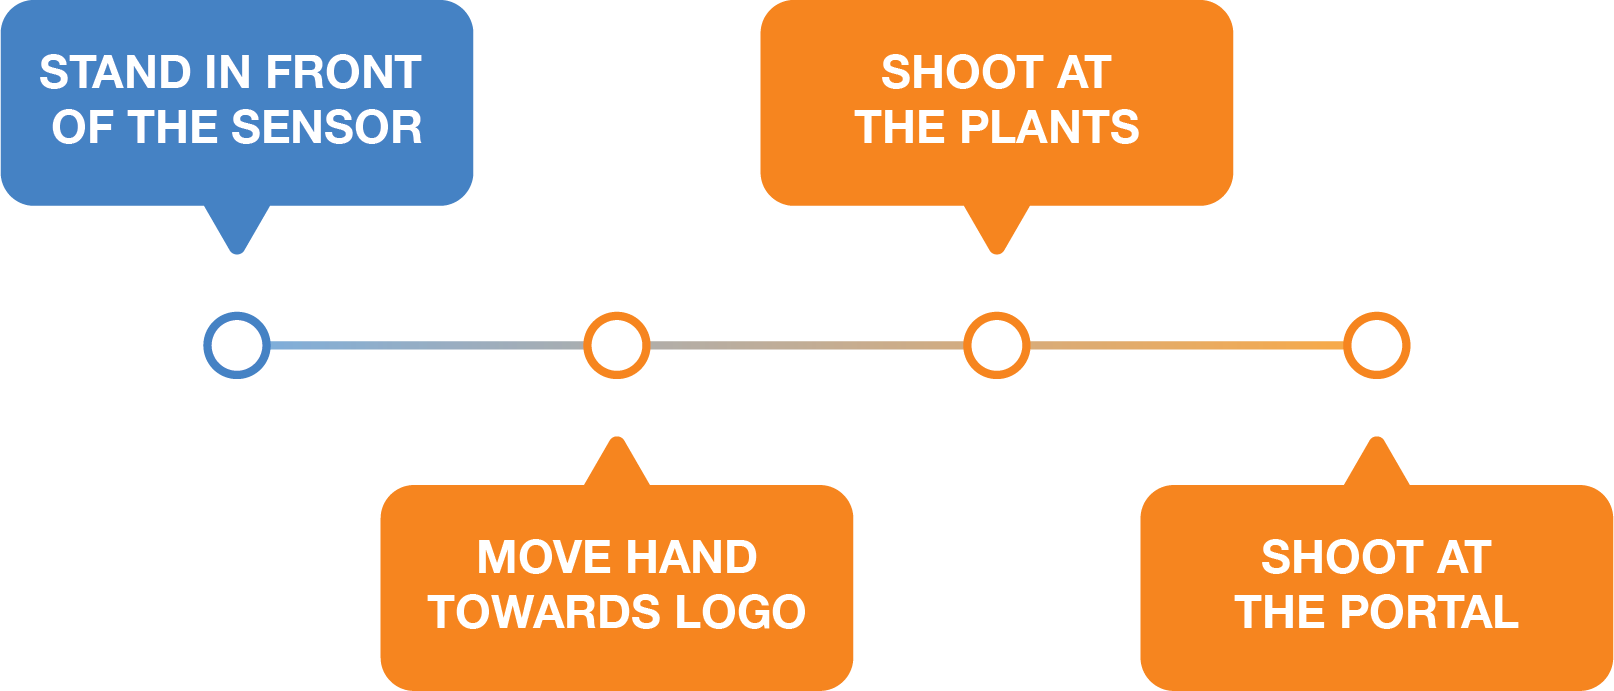 STAND IN FRONT
OF THE SENSOR
MOVE HAND
TOWARDS LOGO
SHOOT AT
THE PLANTS
SHOOT AT
THE PORTAL